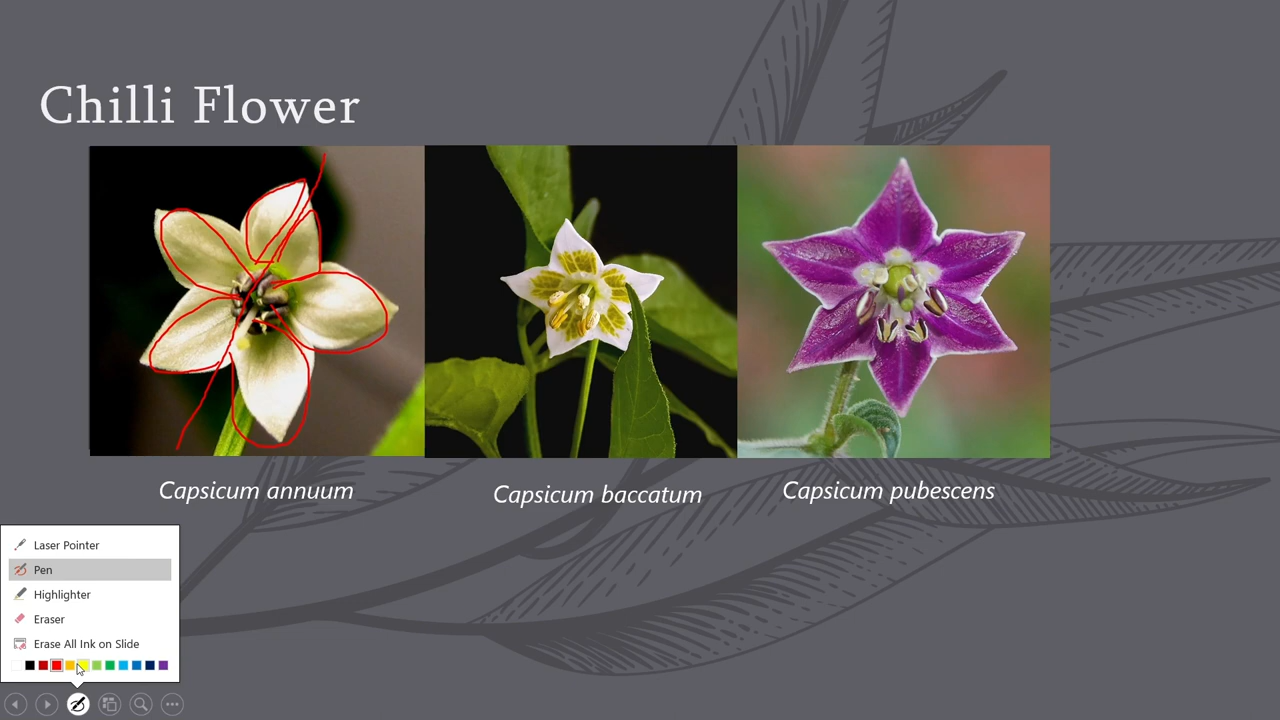 Chilli Flower
Capsicum annuum
Capsicum baccatum
Capsicum pubescens
Laser Pointer
Pen
Highlighter
Eraser
Erase All Ink on Slide